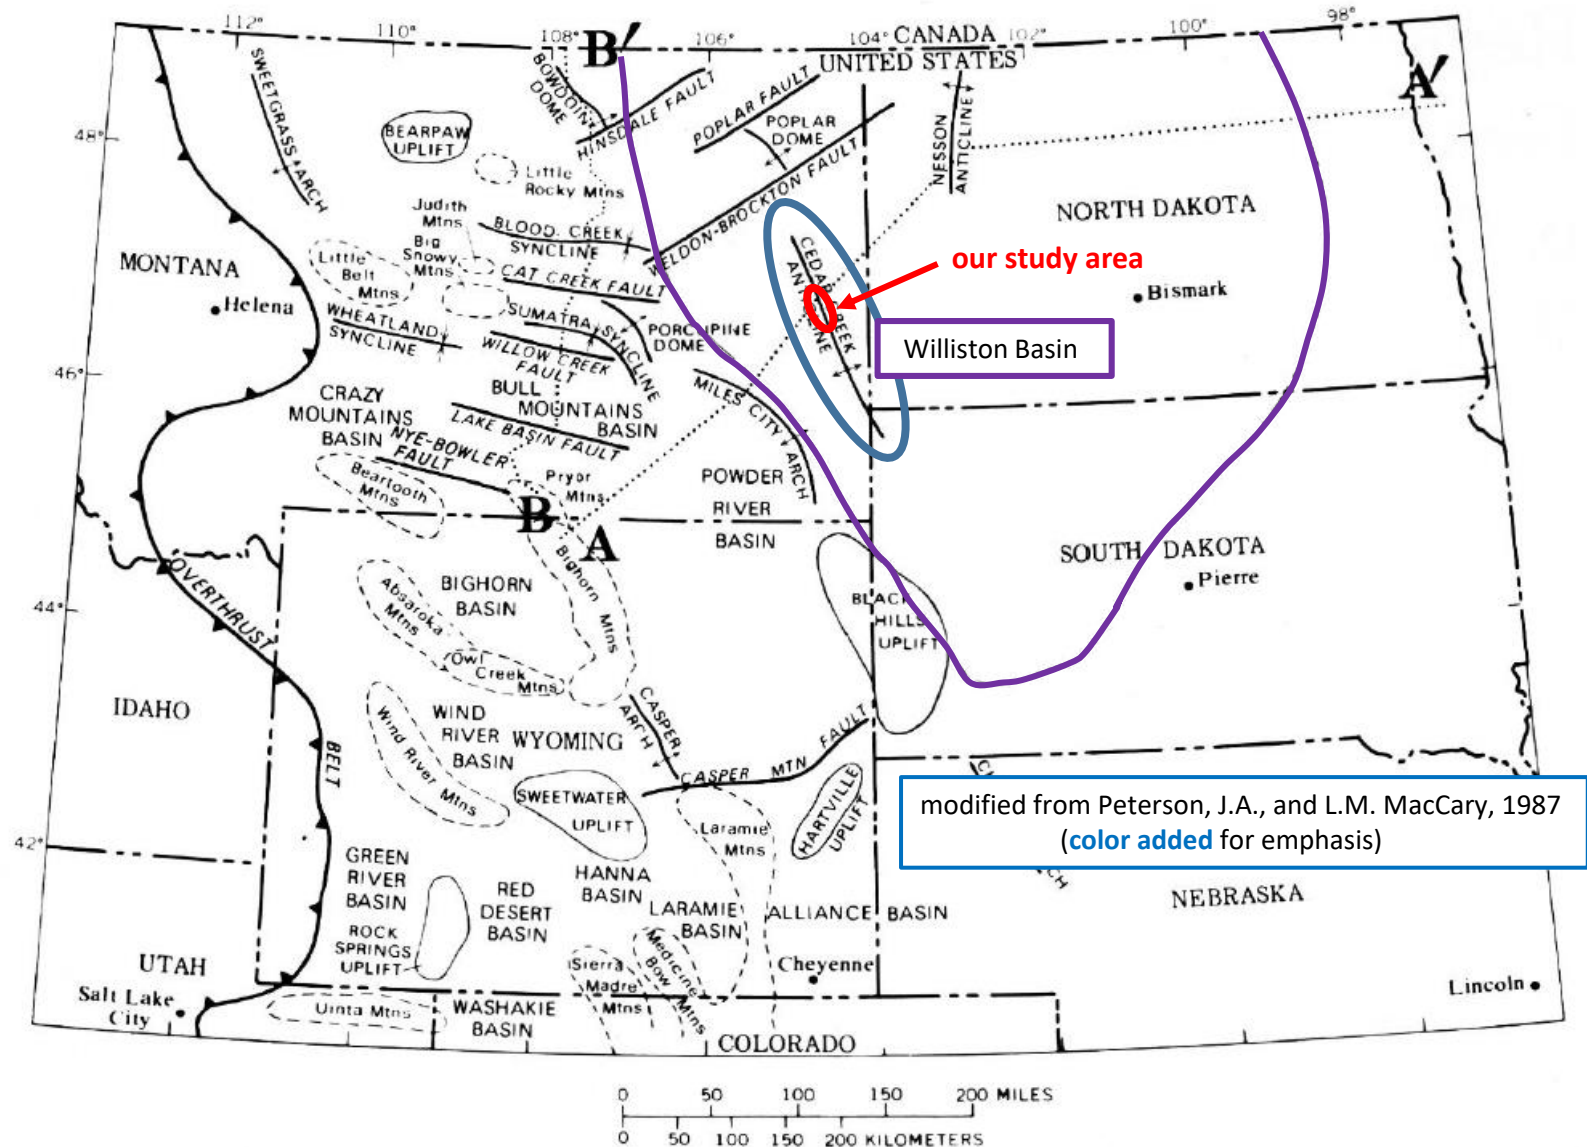 112°
110°
108°
106°
104°
CANADA
102°
100°
98°
UNITED STATES
B′
A′
SWEETGRASS ARCH
BOWDOIN
DOME
HINSDALE FAULT
POPLAR FAULT
POPLAR
DOME
NESSON
ANTICLINE
48°
BEARPAW
UPLIFT
Little
Rocky Mtns
WELDON-BROCKTON FAULT
NORTH DAKOTA
Judith
Mtns
Big
Snowy
Mtns
BLOOD CREEK
SYNCLINE
CAT CREEK FAULT
CEDAR CREEK
ANTICLINE
our study area
MONTANA
Helena
Little
Belt
Mtns
Bismark
WHEATLAND
SYNCLINE
SUMATRA SYNCLINE
WILLOW CREEK
FAULT
PORCUPINE
DOME
Williston Basin
46°
CRAZY
MOUNTAINS
BASIN
BULL
MOUNTAINS
BASIN
MILES CITY ARCH
LAKE BASIN FAULT
NYE-BOWLER
FAULT
Beartooth
Mtns
Pryor
Mtns
POWDER
RIVER
BASIN
B
A
SOUTH DAKOTA
Pierre
BIGHORN
BASIN
Bighorn Mtns
Absaroka
Mtns
44°
BLACK
HILLS
UPLIFT
OVERTHRUST
BELT
Owl
Creek
Mtns
IDAHO
WIND
RIVER
BASIN
WYOMING
Wind River Mtns
CASPER
ARCH
CASPER MTN FAULT
SWEETWATER
UPLIFT
HARTVILLE
UPLIFT
Laramie
Mtns
modified from Peterson, J.A., and L.M. MacCary, 1987
(color added for emphasis)
42°
GREEN
RIVER
BASIN
RED
DESERT
BASIN
HANNA
BASIN
LARAMIE
BASIN
ALLIANCE BASIN
NEBRASKA
ROCK
SPRINGS
UPLIFT
UTAH
Salt Lake
City
Sierra
Madre
Mtns
Medicine
Bow Mtns
Cheyenne
Lincoln
Uinta Mtns
WASHAKIE
BASIN
COLORADO
0 50 100 150 200 MILES
0 50 100 150 200 KILOMETERS